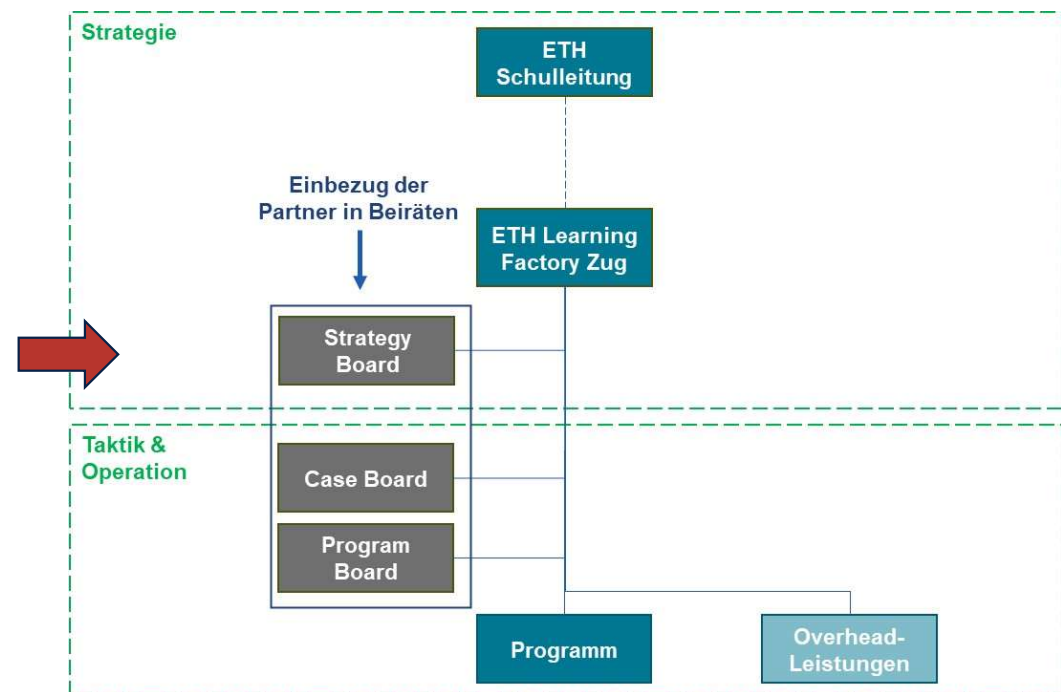 Strategie
ETH
Schulleitung
Einbezug der
Partner in Beiräten
ETH Learning
Factory Zug
Strategy
Board
Taktik &
Operation
Case Board
Program
Board
Programm
Overhead-
Leistungen